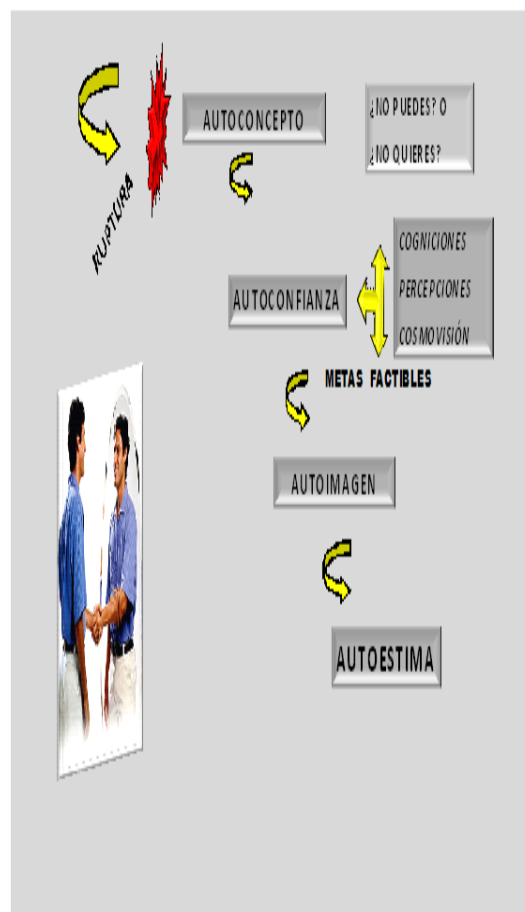 AUTOCONCEPTO
¿NO PUEDES? O
¿NO QUIERES?
RUPTURA
COGNICIONES
PERCEPCIONES
COSMOVISIÓN
AUTOCONFIANZA
METAS FACTIBLES
AUTOIMAGEN
AUTOESTIMA